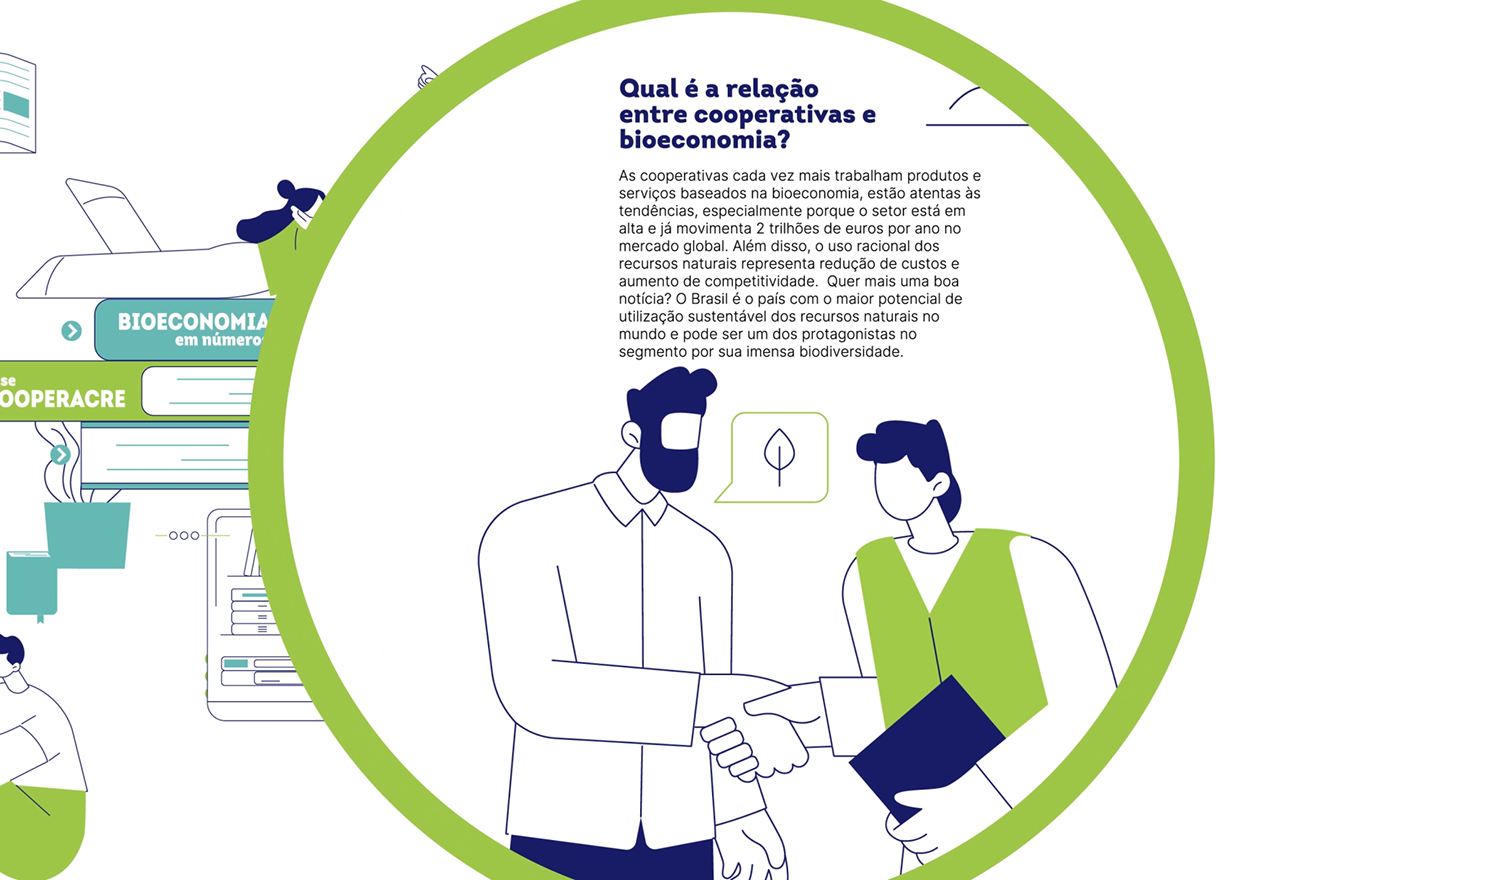 Qual é a relação
entre cooperativas e
bioeconomia?
As cooperativas cada vez mais trabalham produtos e
serviços baseados na bioeconomia, estão atentas às
tendências, especialmente porque o setor está em
alta e já movimenta 2 trilhões de euros por ano no
mercado global. Além disso, o uso racional dos
recursos naturais representa redução de custos e
aumento de competitividade.  Quer mais uma boa
notícia? O Brasil é o país com o maior potencial de
utilização sustentável dos recursos naturais no
mundo e pode ser um dos protagonistas no
segmento por sua imensa biodiversidade.
BIOECONOMIA
em número
se
OOPERACRE